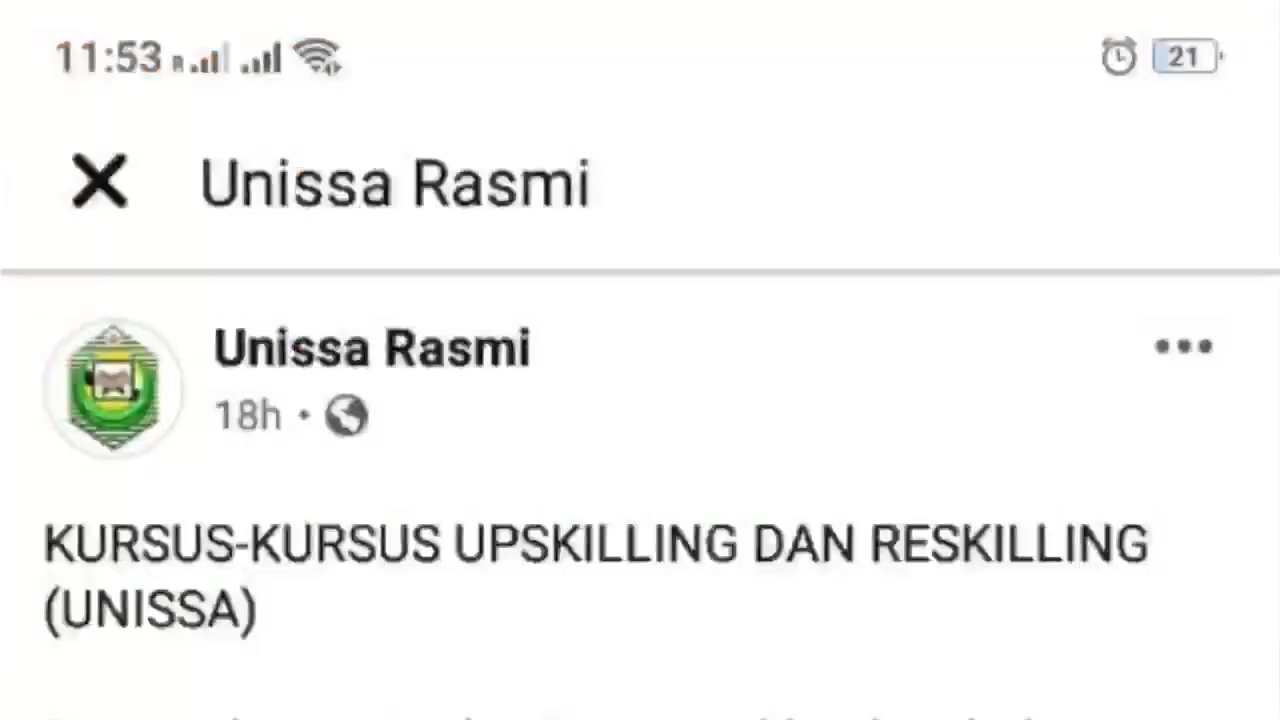 11:53
21
Unissa Rasmi
Unissa Rasmi
18h •
KURSUS-KURSUS UPSKILLING DAN RESKILLING
(UNISSA)